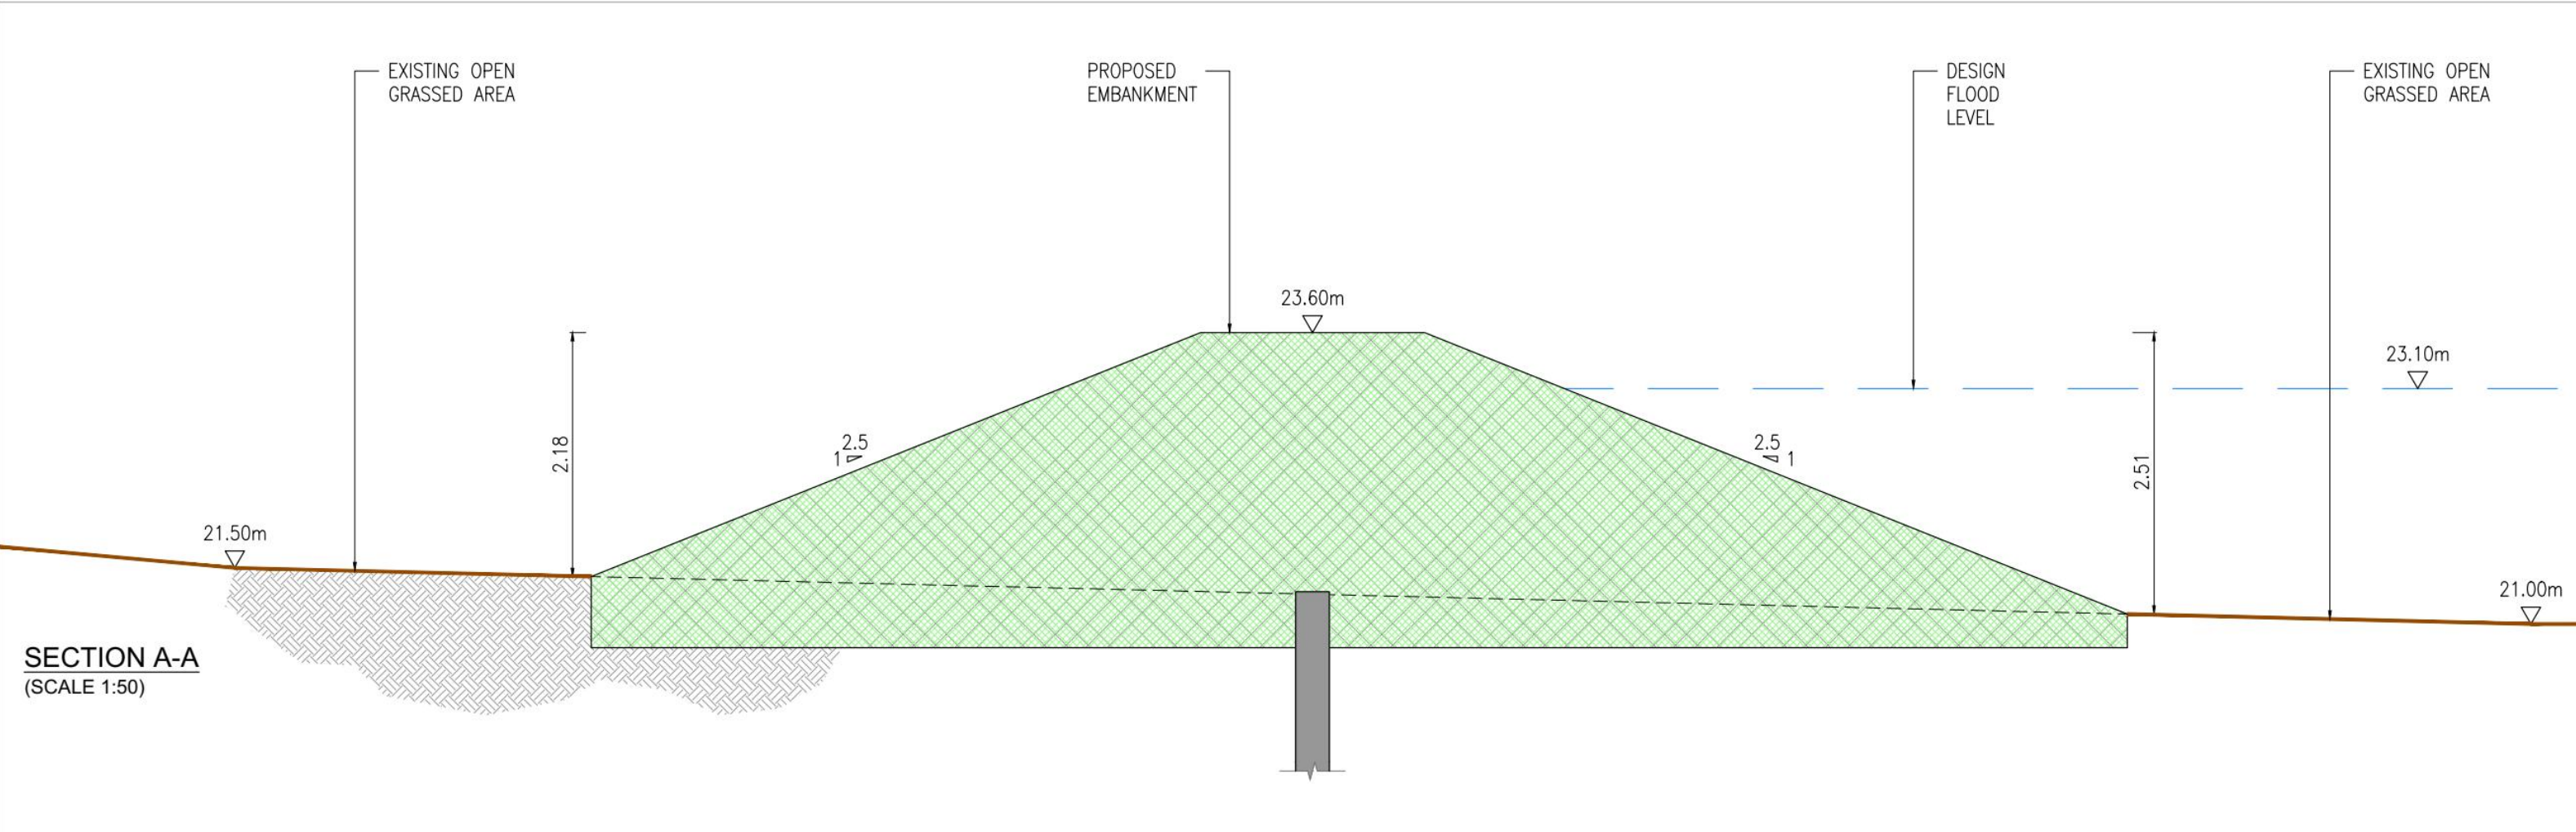 EXISTING OPEN
GRASSED AREA
PROPOSED
EMBANKMENT
DESIGN
FLOOD
LEVEL
EXISTING OPEN
GRASSED AREA
23.60m
23.10m
2.18
2.5
1
2.5
1
2.51
21.50m
21.00m
SECTION A-A
(SCALE 1:50)